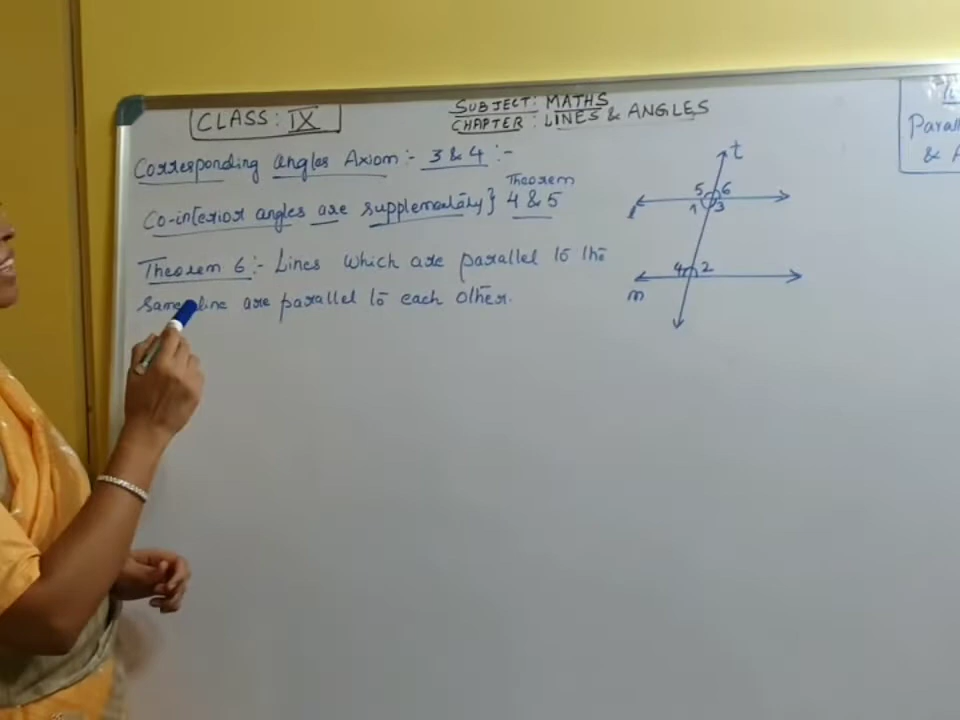 CLASS: IX
SUBJECT: MATHS
CHAPTER: LINES & ANGLES
Corresponding angles Axiom :- 3 & 4 :-
Co-interior angles are supplementary } Theorem 4 & 5
Theorem 6 :- Lines which are parallel to the
same line are parallel to each other.
t
5 6
1 3
l
4 2
m
&